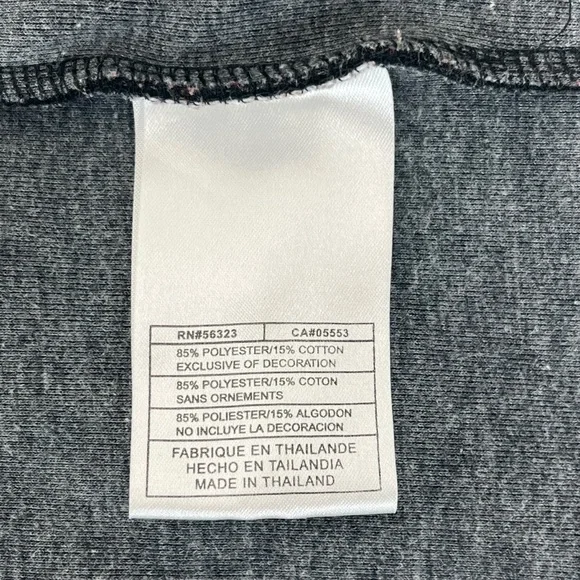 RN#56323 CA#05553
85% POLYESTER/15% COTTON
EXCLUSIVE OF DECORATION
85% POLYESTER/15% COTON
SANS ORNEMENTS
85% POLIESTER/15% ALGODON
NO INCLUYE LA DECORACION
FABRIQUE EN THAILANDE
HECHO EN TAILANDIA
MADE IN THAILAND